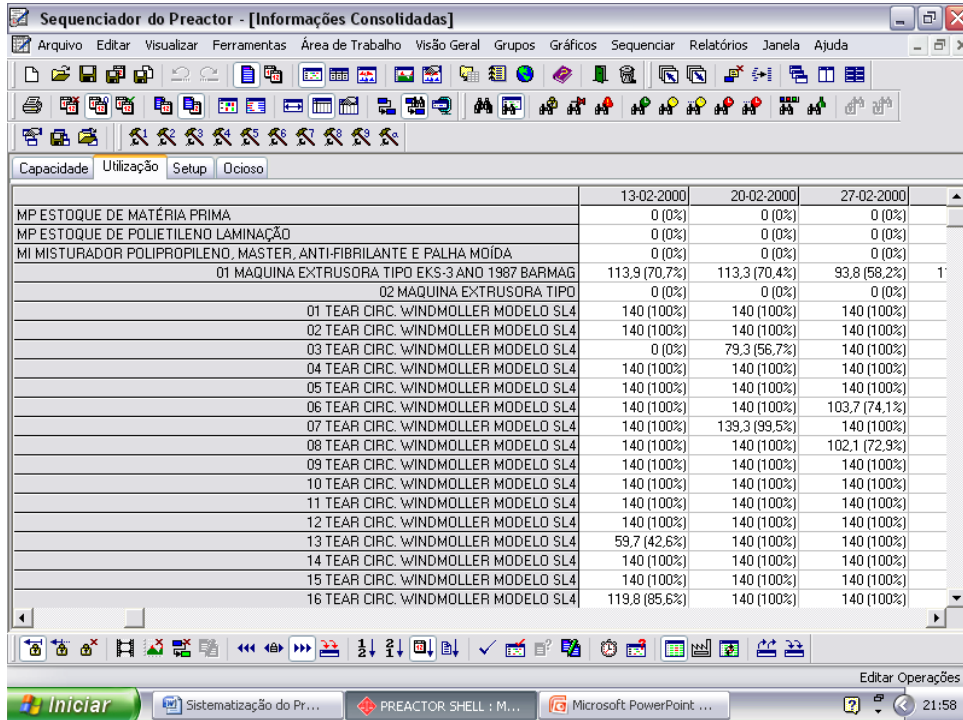 Sequenciador do Preactor - [Informações Consolidadas]
Arquivo Editar Visualizar Ferramentas Área de Trabalho Visão Geral Grupos Gráficos Sequenciar Relatórios Janela Ajuda
Capacidade Utilização Setup Ocioso
13-02-2000 20-02-2000 27-02-2000
MP ESTOQUE DE MATÉRIA PRIMA 0 (0%) 0 (0%) 0 (0%)
MP ESTOQUE DE POLIETILENO LAMINAÇÃO 0 (0%) 0 (0%) 0 (0%)
MI MISTURADOR POLIPROPILENO, MASTER, ANTI-FIBRILANTE E PALHA MOÍDA 0 (0%) 0 (0%) 0 (0%)
01 MAQUINA EXTRUSORA TIPO EKS-3 ANO 1987 BARMAG 113,9 (70,7%) 113,3 (70,4%) 93,8 (58,2%) 1
02 MAQUINA EXTRUSORA TIPO 0 (0%) 0 (0%) 0 (0%)
01 TEAR CIRC. WINDMOLLER MODELO SL4 140 (100%) 140 (100%) 140 (100%)
02 TEAR CIRC. WINDMOLLER MODELO SL4 140 (100%) 140 (100%) 140 (100%)
03 TEAR CIRC. WINDMOLLER MODELO SL4 0 (0%) 79,3 (56,7%) 140 (100%)
04 TEAR CIRC. WINDMOLLER MODELO SL4 140 (100%) 140 (100%) 140 (100%)
05 TEAR CIRC. WINDMOLLER MODELO SL4 140 (100%) 140 (100%) 140 (100%)
06 TEAR CIRC. WINDMOLLER MODELO SL4 140 (100%) 140 (100%) 103,7 (74,1%)
07 TEAR CIRC. WINDMOLLER MODELO SL4 140 (100%) 139,3 (99,5%) 140 (100%)
08 TEAR CIRC. WINDMOLLER MODELO SL4 140 (100%) 140 (100%) 102,1 (72,9%)
09 TEAR CIRC. WINDMOLLER MODELO SL4 140 (100%) 140 (100%) 140 (100%)
10 TEAR CIRC. WINDMOLLER MODELO SL4 140 (100%) 140 (100%) 140 (100%)
11 TEAR CIRC. WINDMOLLER MODELO SL4 140 (100%) 140 (100%) 140 (100%)
12 TEAR CIRC. WINDMOLLER MODELO SL4 140 (100%) 140 (100%) 140 (100%)
13 TEAR CIRC. WINDMOLLER MODELO SL4 59,7 (42,6%) 140 (100%) 140 (100%)
14 TEAR CIRC. WINDMOLLER MODELO SL4 140 (100%) 140 (100%) 140 (100%)
15 TEAR CIRC. WINDMOLLER MODELO SL4 140 (100%) 140 (100%) 140 (100%)
16 TEAR CIRC. WINDMOLLER MODELO SL4 119,8 (85,6%) 140 (100%) 140 (100%)
Editar Operações
Iniciar Sistematização do Pr... PREACTOR SHELL : M... Microsoft PowerPoint ... 21:58